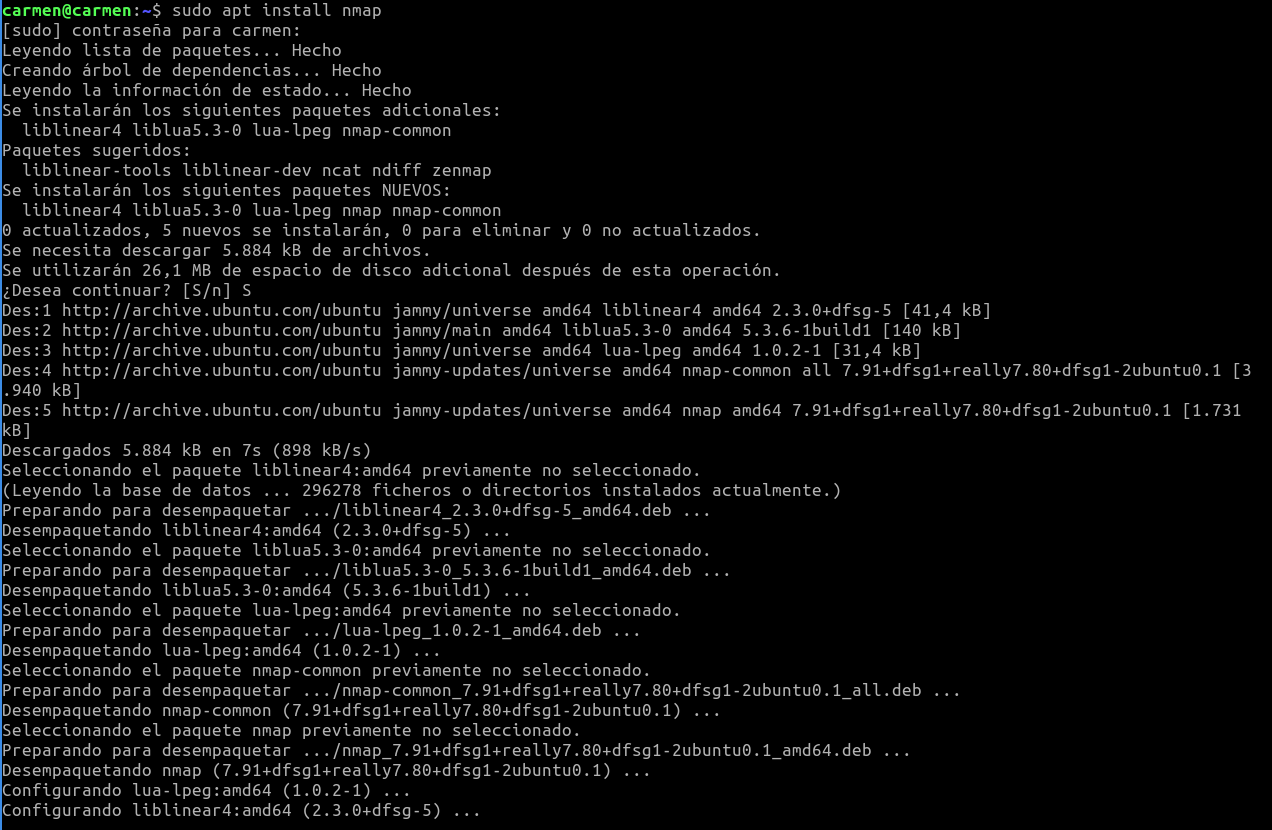 carmen@carmen:~$ sudo apt install nmap
[sudo] contraseña para carmen:
Leyendo lista de paquetes... Hecho
Creando árbol de dependencias... Hecho
Leyendo la información de estado... Hecho
Se instalarán los siguientes paquetes adicionales:
  liblinear4 liblua5.3-0 lua-lpeg nmap-common
Paquetes sugeridos:
  liblinear-tools liblinear-dev ncat ndiff zenmap
Se instalarán los siguientes paquetes NUEVOS:
  liblinear4 liblua5.3-0 lua-lpeg nmap nmap-common
0 actualizados, 5 nuevos se instalarán, 0 para eliminar y 0 no actualizados.
Se necesita descargar 5.884 kB de archivos.
Se utilizarán 26,1 MB de espacio de disco adicional después de esta operación.
¿Desea continuar? [S/n] S
Des:1 http://archive.ubuntu.com/ubuntu jammy/universe amd64 liblinear4 amd64 2.3.0+dfsg-5 [41,4 kB]
Des:2 http://archive.ubuntu.com/ubuntu jammy/main amd64 liblua5.3-0 amd64 5.3.6-1build1 [140 kB]
Des:3 http://archive.ubuntu.com/ubuntu jammy/universe amd64 lua-lpeg amd64 1.0.2-1 [31,4 kB]
Des:4 http://archive.ubuntu.com/ubuntu jammy-updates/universe amd64 nmap-common all 7.91+dfsg1+really7.80+dfsg1-2ubuntu0.1 [3
.940 kB]
Des:5 http://archive.ubuntu.com/ubuntu jammy-updates/universe amd64 nmap amd64 7.91+dfsg1+really7.80+dfsg1-2ubuntu0.1 [1.731
kB]
Descargados 5.884 kB en 7s (898 kB/s)
Seleccionando el paquete liblinear4:amd64 previamente no seleccionado.
(Leyendo la base de datos ... 296278 ficheros o directorios instalados actualmente.)
Preparando para desempaquetar .../liblinear4_2.3.0+dfsg-5_amd64.deb ...
Desempaquetando liblinear4:amd64 (2.3.0+dfsg-5) ...
Seleccionando el paquete liblua5.3-0:amd64 previamente no seleccionado.
Preparando para desempaquetar .../liblua5.3-0_5.3.6-1build1_amd64.deb ...
Desempaquetando liblua5.3-0:amd64 (5.3.6-1build1) ...
Seleccionando el paquete lua-lpeg:amd64 previamente no seleccionado.
Preparando para desempaquetar .../lua-lpeg_1.0.2-1_amd64.deb ...
Desempaquetando lua-lpeg:amd64 (1.0.2-1) ...
Seleccionando el paquete nmap-common previamente no seleccionado.
Preparando para desempaquetar .../nmap-common_7.91+dfsg1+really7.80+dfsg1-2ubuntu0.1_all.deb ...
Desempaquetando nmap-common (7.91+dfsg1+really7.80+dfsg1-2ubuntu0.1) ...
Seleccionando el paquete nmap previamente no seleccionado.
Preparando para desempaquetar .../nmap_7.91+dfsg1+really7.80+dfsg1-2ubuntu0.1_amd64.deb ...
Desempaquetando nmap (7.91+dfsg1+really7.80+dfsg1-2ubuntu0.1) ...
Configurando lua-lpeg:amd64 (1.0.2-1) ...
Configurando liblinear4:amd64 (2.3.0+dfsg-5) ...